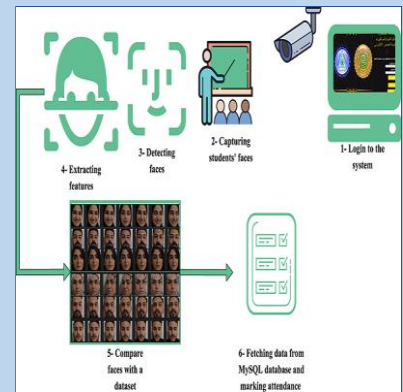 1- Login to the
system
2- Capturing
students' faces
3- Detecting
faces
4- Extracting
features
5- Compare
faces with a
dataset
6- Fetching data from
MySQL database and
marking attendance